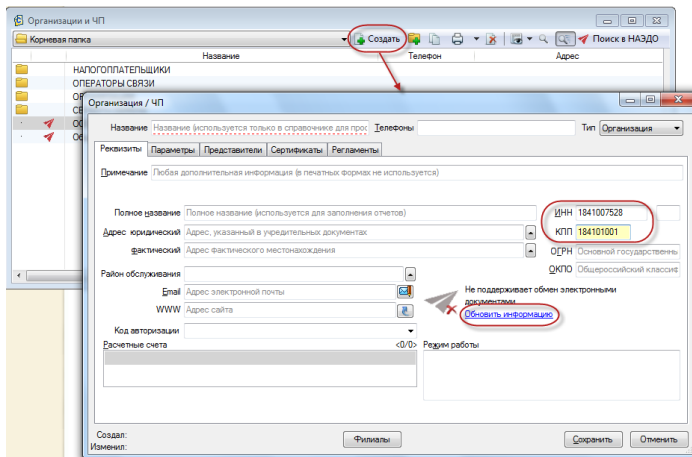 Организации и ЧП
Корневая папка
Создать
Поиск в НАЭДО
Название Телефон Адрес
НАЛОГОПЛАТЕЛЬЩИКИ
ОПЕРАТОРЫ СВЯЗИ
Организация / ЧП
Название Название (используется только в справочнике для Телефоны Тип Организация
Реквизиты Параметры Представители Сертификаты Регламенты
Примечание Любая дополнительная информация (в печатных формах не используется)
Полное название Полное название (используется для заполнения отчетов) ИНН 1841007528
Адрес юридический Адрес, указанный в учредительных документах КПП 184101001
фактический Адрес фактического местонахождения ОГРН Основной государственнь
Район обслуживания ОКПО Общероссийский классиф
Email Адрес электронной почты Не поддерживает обмен электронными
документами
WWW Адрес сайта Обновить информацию
Код авторизации
Расчетные счета <0/0> Режим работы
Создал:
Изменил:
Филиалы Сохранить Отменить